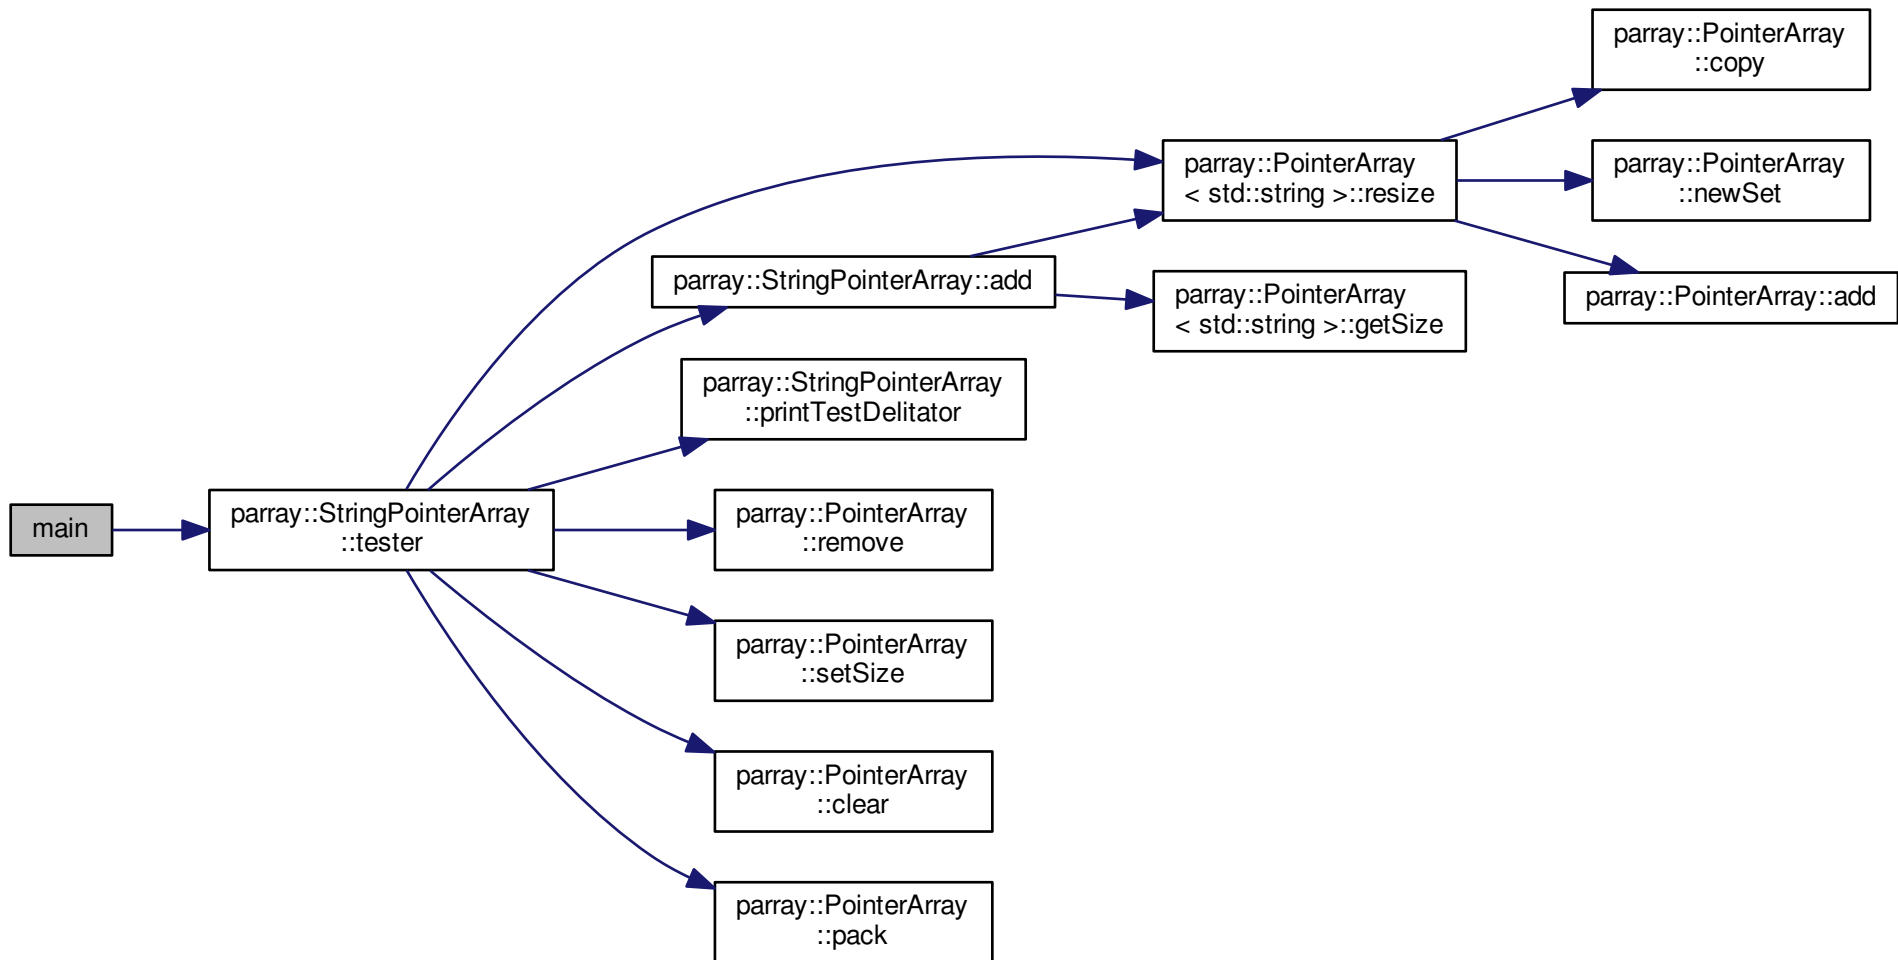 main
parray::StringPointerArray
::tester
parray::PointerArray
< std::string >::resize
parray::PointerArray
::copy
parray::PointerArray
::newSet
parray::PointerArray::add
parray::StringPointerArray::add
parray::PointerArray
< std::string >::getSize
parray::StringPointerArray
::printTestDelitator
parray::PointerArray
::remove
parray::PointerArray
::setSize
parray::PointerArray
::clear
parray::PointerArray
::pack